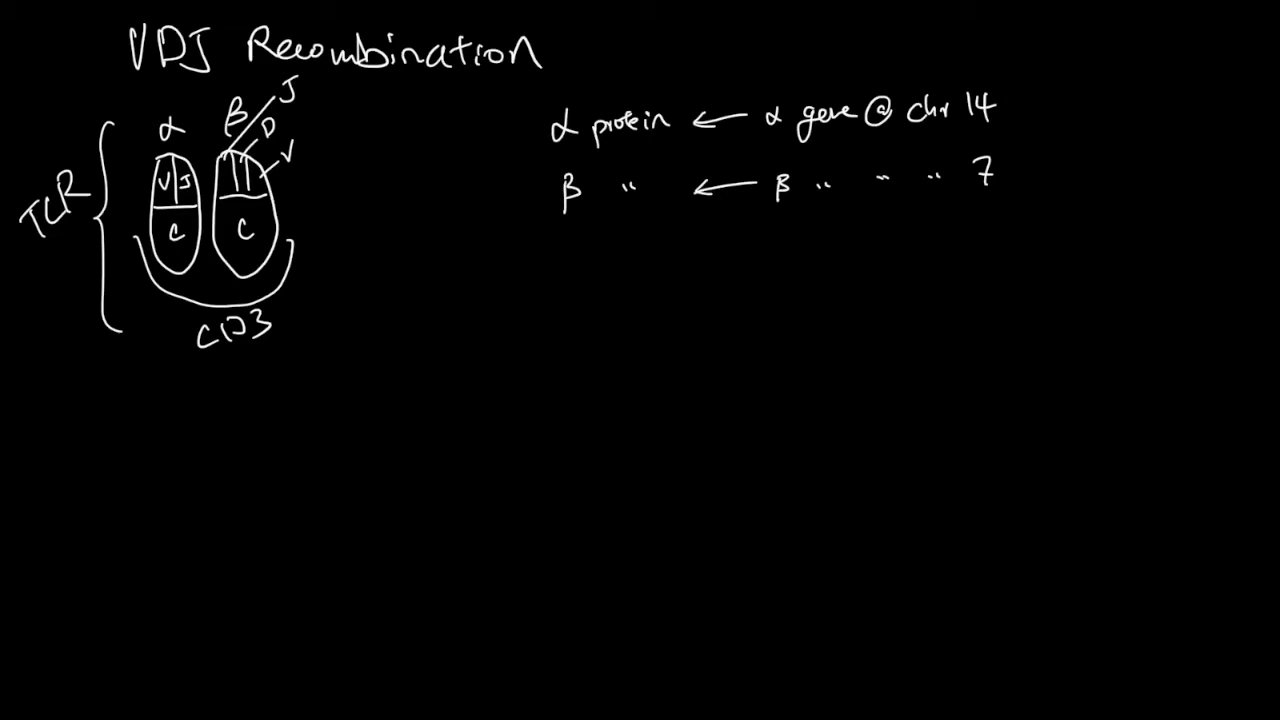 VDJ Recombination
J
β
D
α
V
V J
C
C
TCR
CD3
α protein ← α gene @ chr 14
β " ← β " " " 7